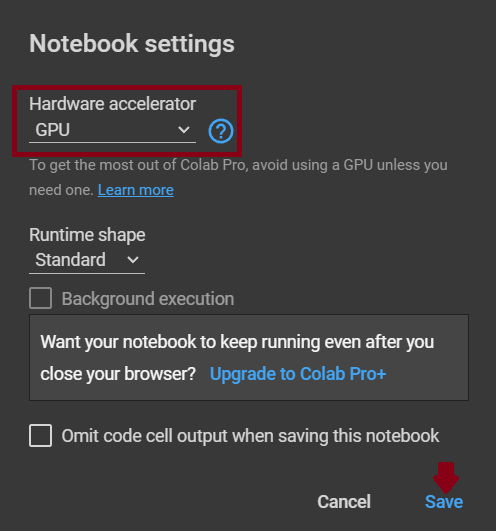 Notebook settings
Hardware accelerator
GPU
?
To get the most out of Colab Pro, avoid using a GPU unless you
need one. Learn more
Runtime shape
Standard
Background execution
Want your notebook to keep running even after you
close your browser? Upgrade to Colab Pro+
Omit code cell output when saving this notebook
Cancel Save